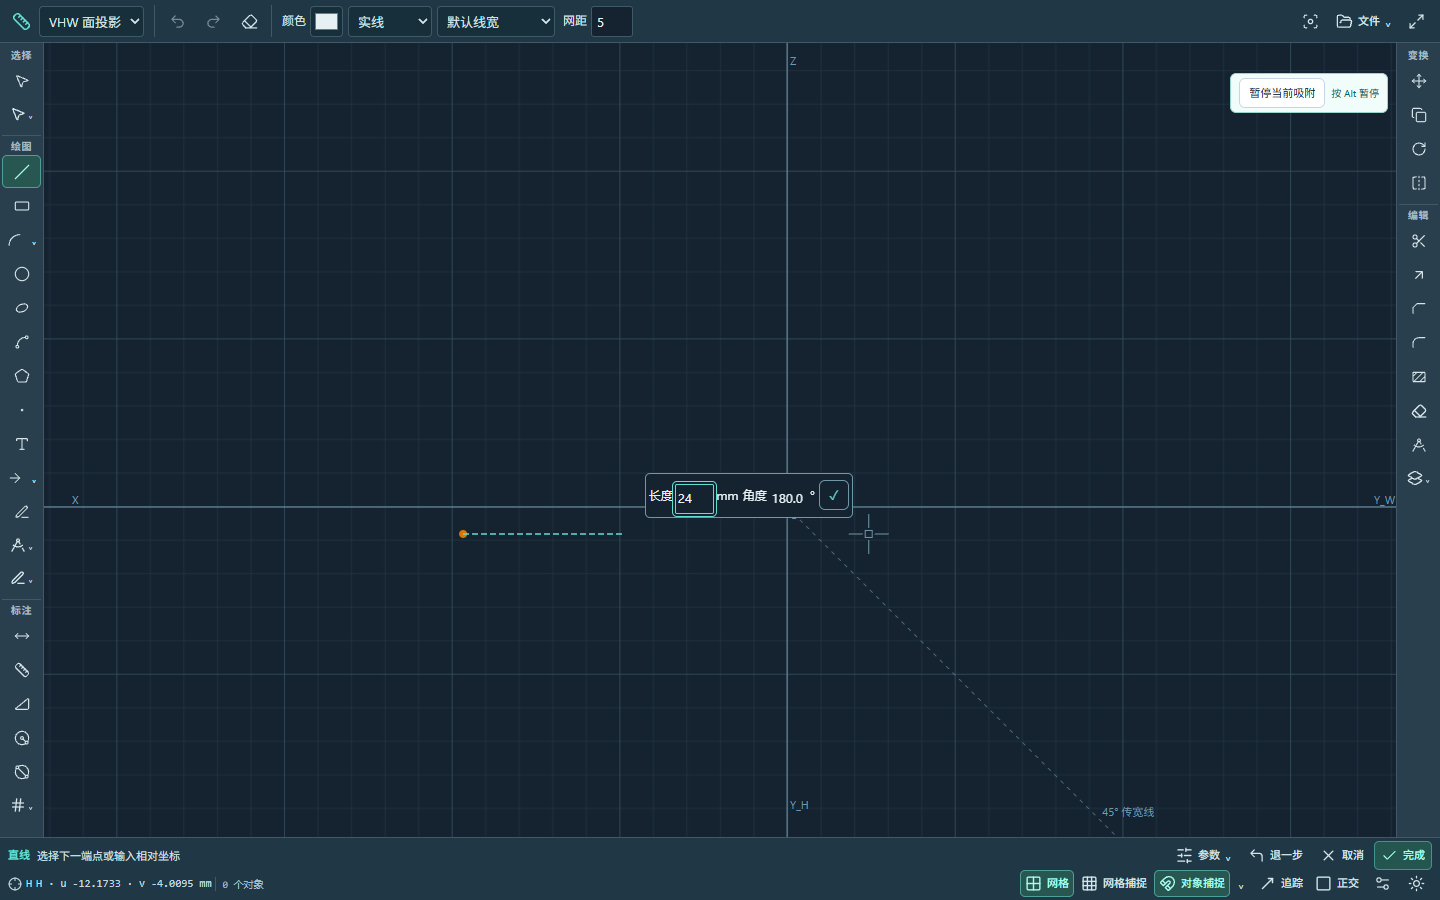 VHW 面投影
颜色
实线
默认线宽
网距
5
文件
选择
绘图
标注
变换
编辑
暂停当前吸附
按 Alt 暂停
Z
X
Y_W
长度 24 mm 角度 180.0 °
Y_H
45° 传宽线
直线 选择下一端点或输入相对坐标
参数
退一步
取消
完成
H H · u -12.1733 · v -4.0095 mm
0 个对象
网格
网格捕捉
对象捕捉
追踪
正交